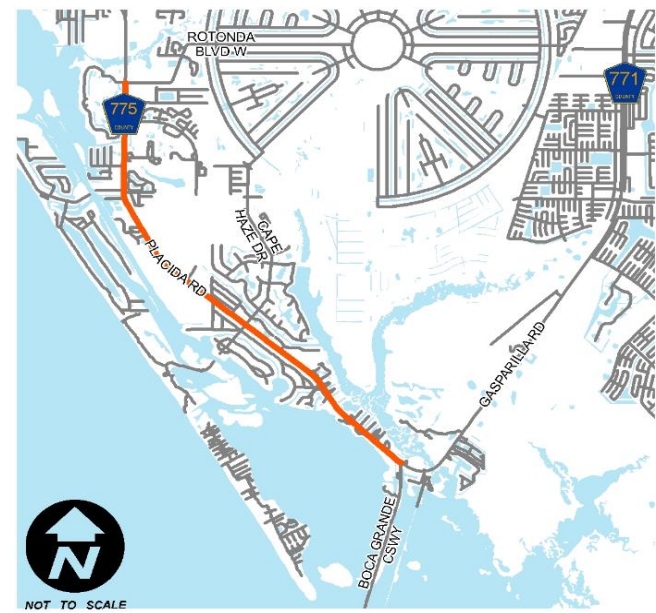 ROTONDA
BLVD W
771
COUNTY
775
COUNTY
CAPE
HAZE DR
PLACIDA RD
GASPARILLA RD
BOCA GRANDE
CSWY
N
NOT TO SCALE